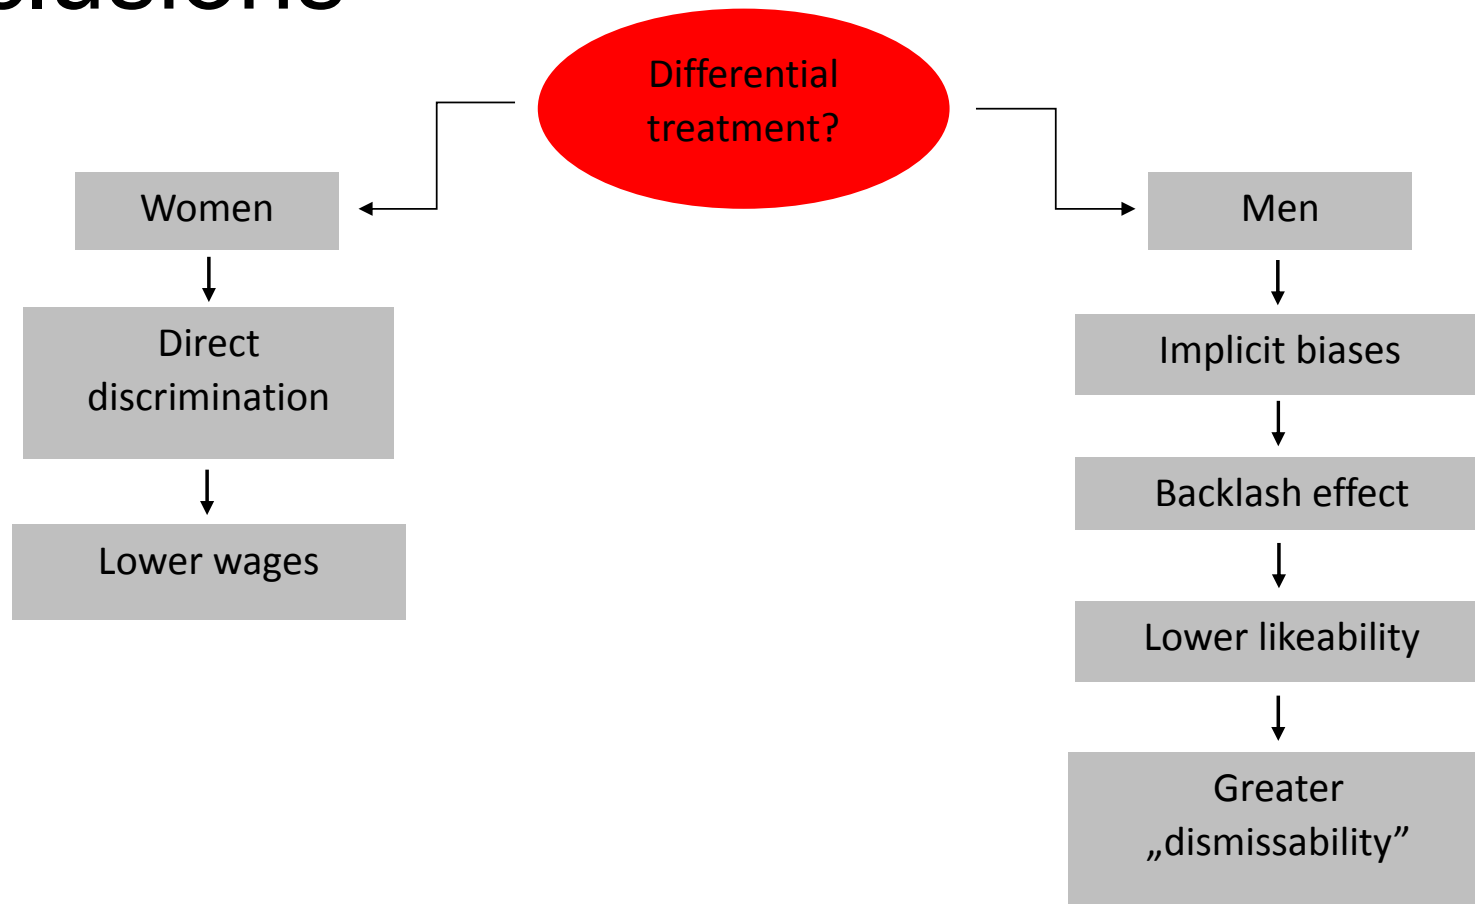 Differential
treatment?
Women
Direct
discrimination
Lower wages
Men
Implicit biases
Backlash effect
Lower likeability
Greater
„dismissability”